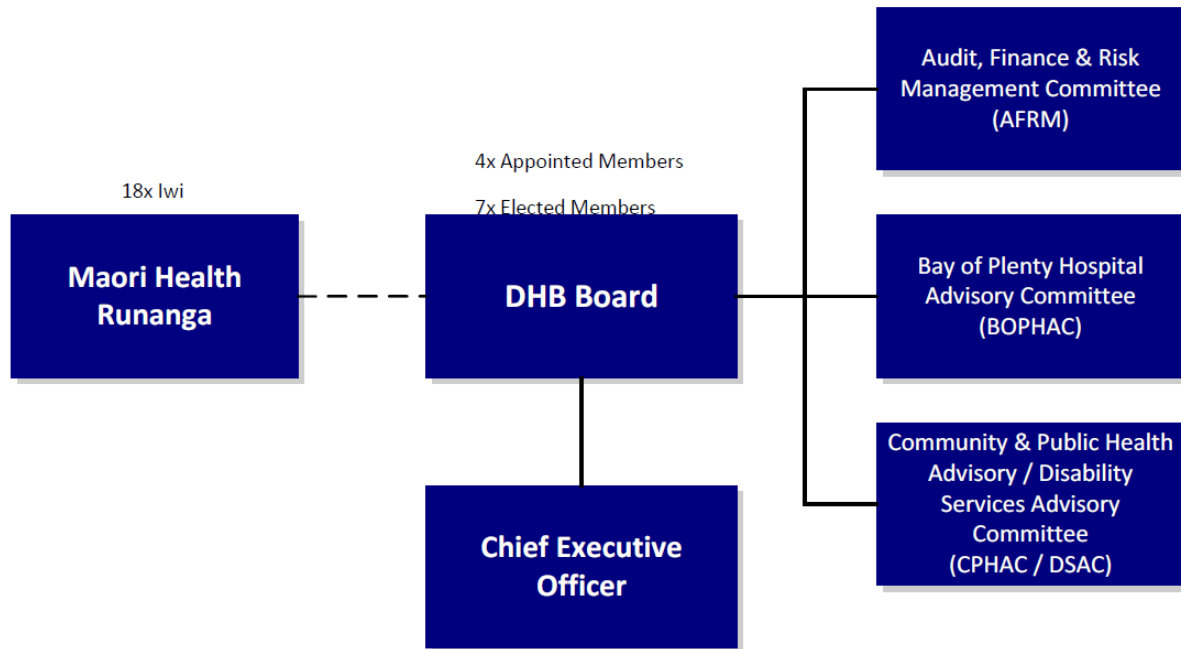 18x Iwi
Maori Health
Runanga
4x Appointed Members
7x Elected Members
DHB Board
Chief Executive
Officer
Audit, Finance & Risk
Management Committee
(AFRM)
Bay of Plenty Hospital
Advisory Committee
(BOPHAC)
Community & Public Health
Advisory / Disability
Services Advisory
Committee
(CPHAC / DSAC)